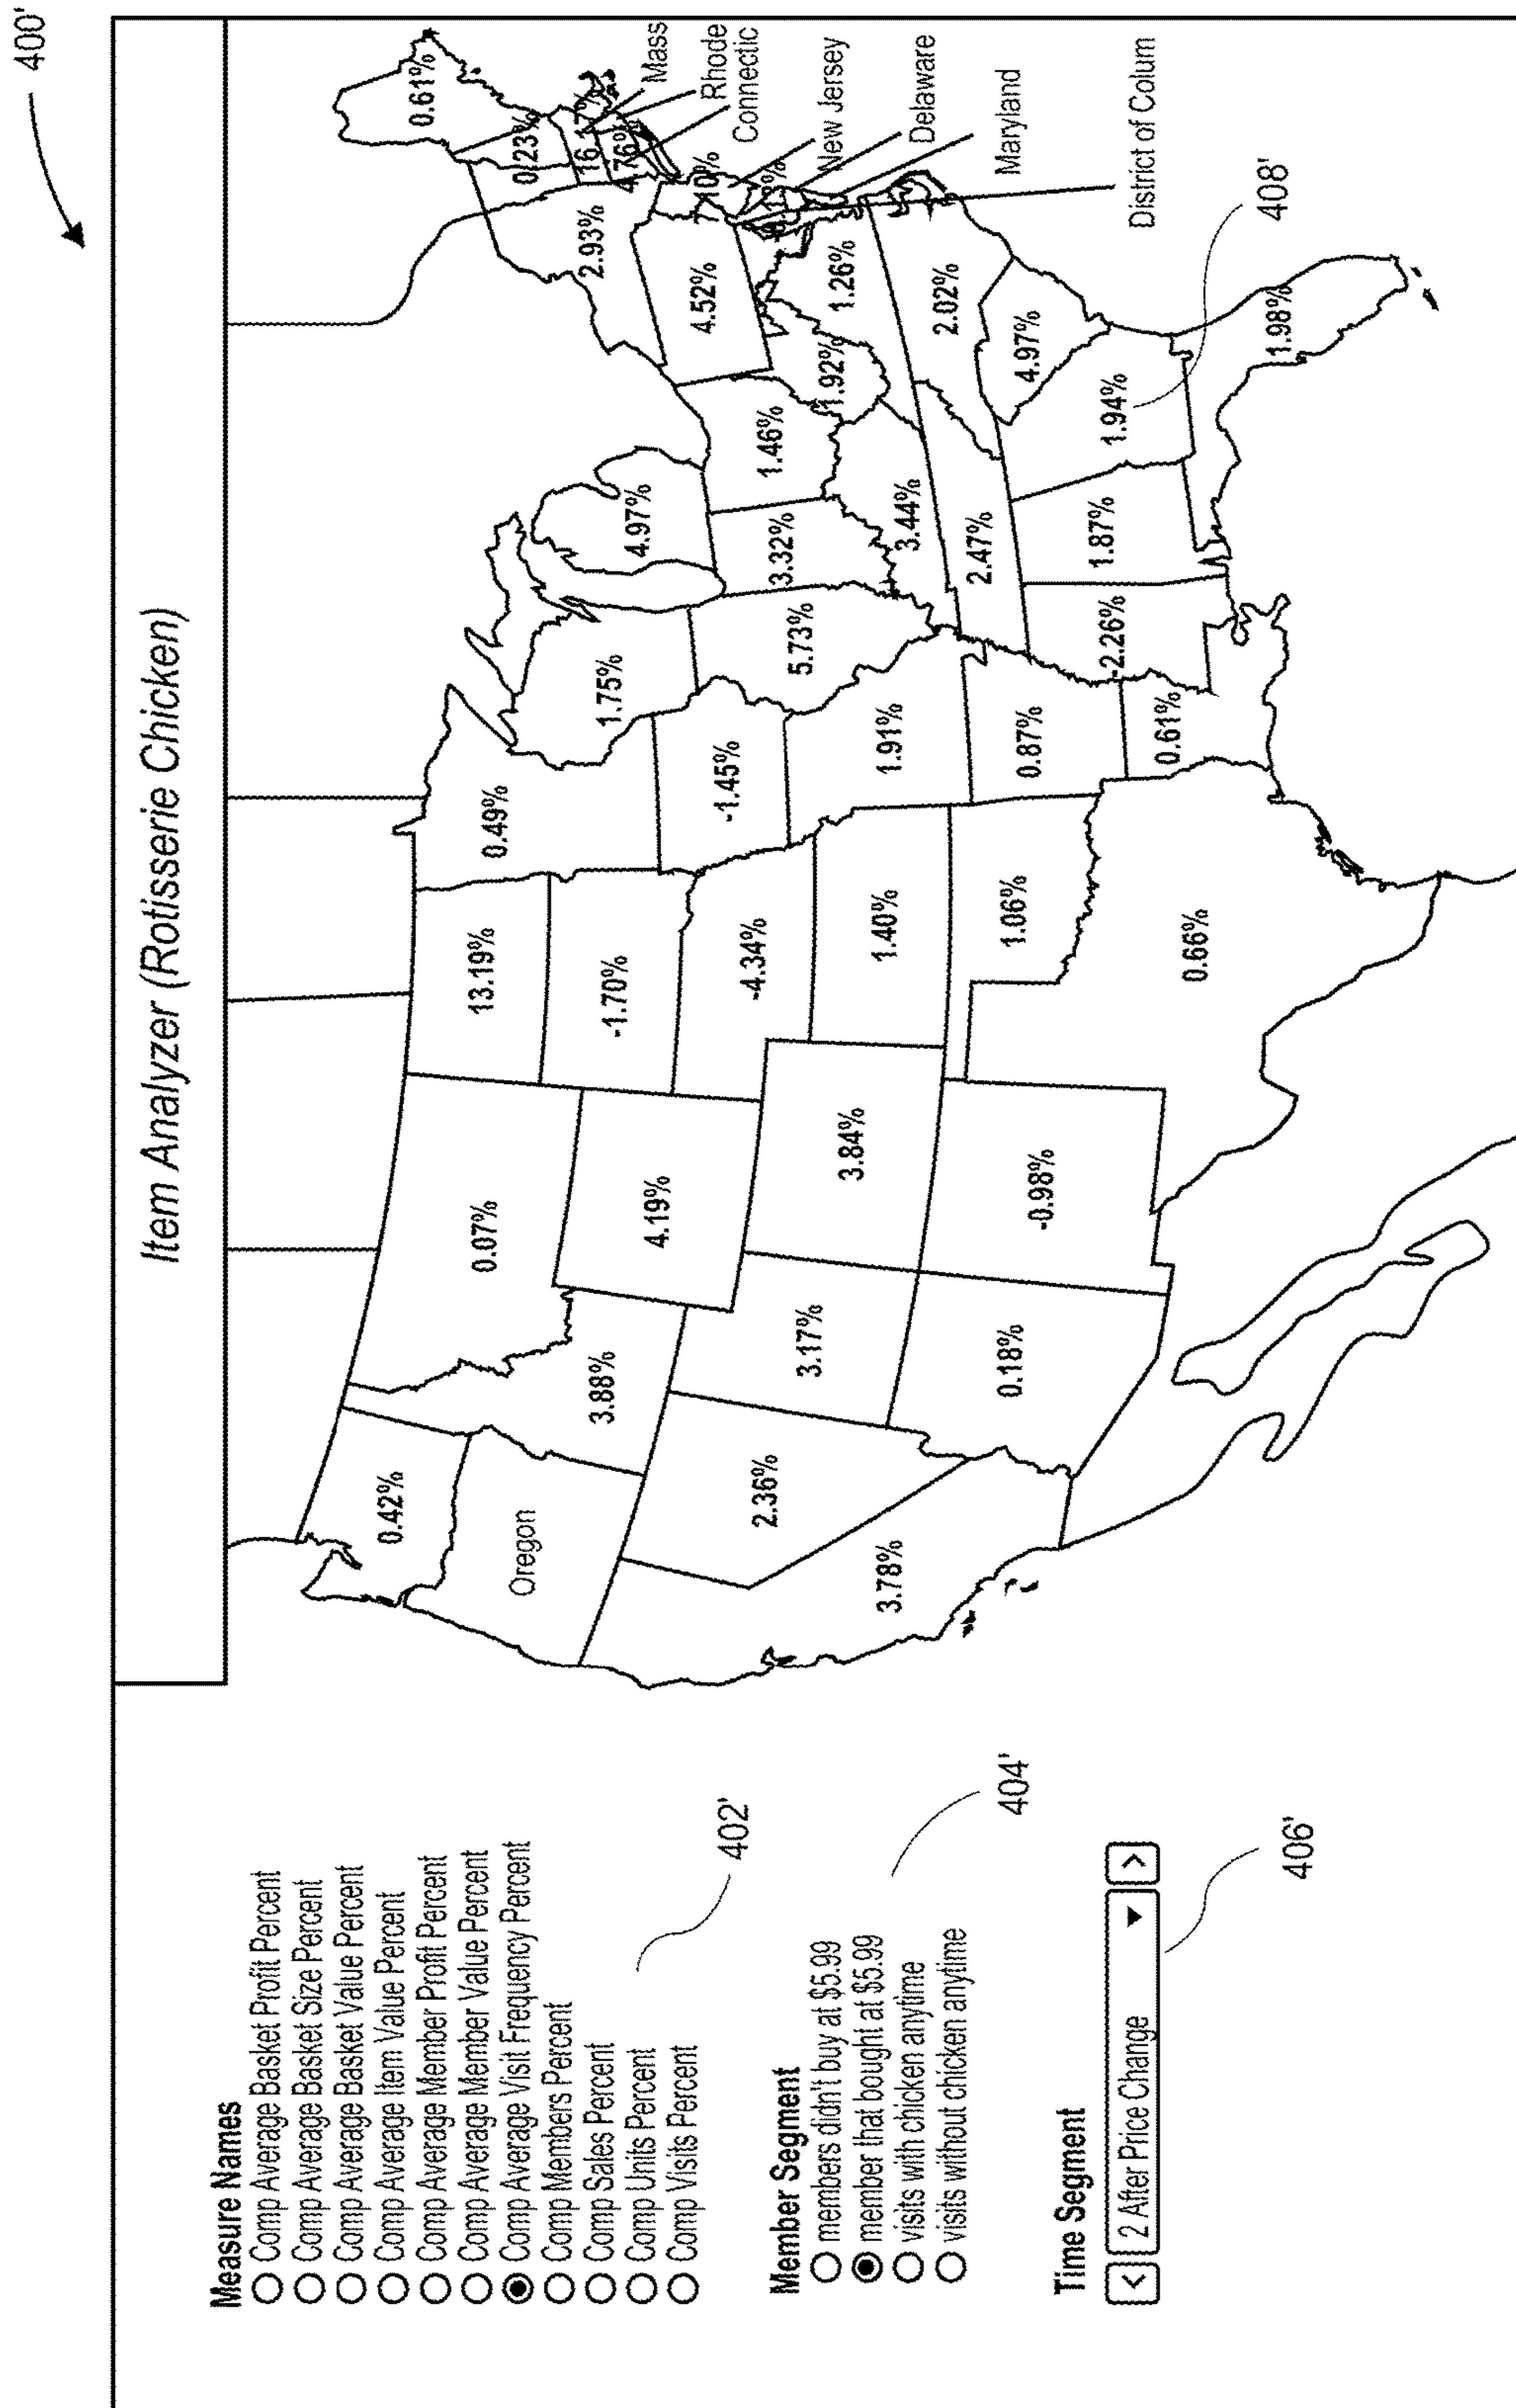 400'
Item Analyzer (Rotisserie Chicken)
Measure Names
Comp Average Basket Profit Percent
Comp Average Basket Size Percent
Comp Average Basket Value Percent
Comp Average Item Value Percent
Comp Average Member Profit Percent
Comp Average Member Value Percent
Comp Average Visit Frequency Percent
Comp Members Percent
Comp Sales Percent
Comp Units Percent
Comp Visits Percent
402'
Member Segment
members didn't buy at $5.99
member that bought at $5.99
visits with chicken anytime
visits without chicken anytime
404'
Time Segment
< 2 After Price Change ▼ >
406'
0.42%
Oregon
3.88%
0.07%
4.19%
2.36%
3.78%
3.17%
0.18%
3.84%
-0.98%
13.19%
-1.70%
-4.34%
1.40%
1.06%
0.66%
0.49%
-1.45%
1.91%
0.87%
0.61%
1.75%
5.73%
-2.26%
4.97%
3.32%
3.44%
2.47%
1.87%
1.46%
1.92%
1.94%
408'
4.97%
1.98%
2.02%
1.26%
4.52%
2.93%
0.23%
0.61%
4.76%
Mass
Rhode
Connectic
New Jersey
Delaware
Maryland
District of Colum